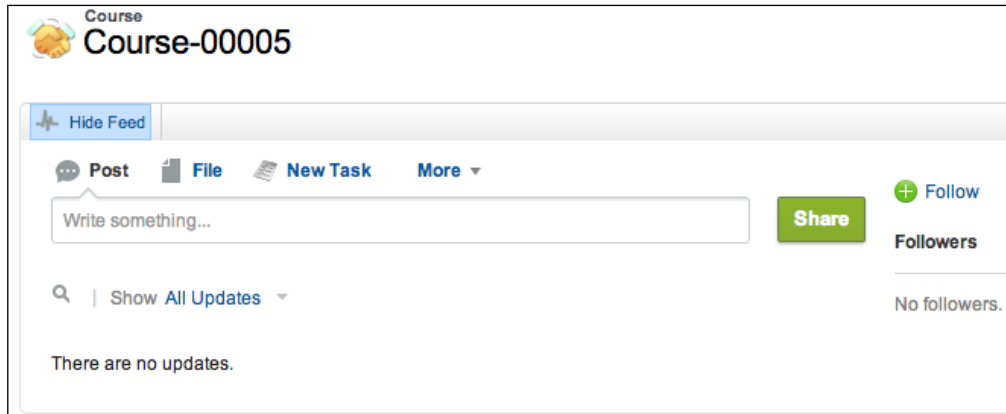 Course
Course-00005
Hide Feed
Post File New Task More
Write something...
Share
Follow
Followers
Show All Updates
No followers.
There are no updates.